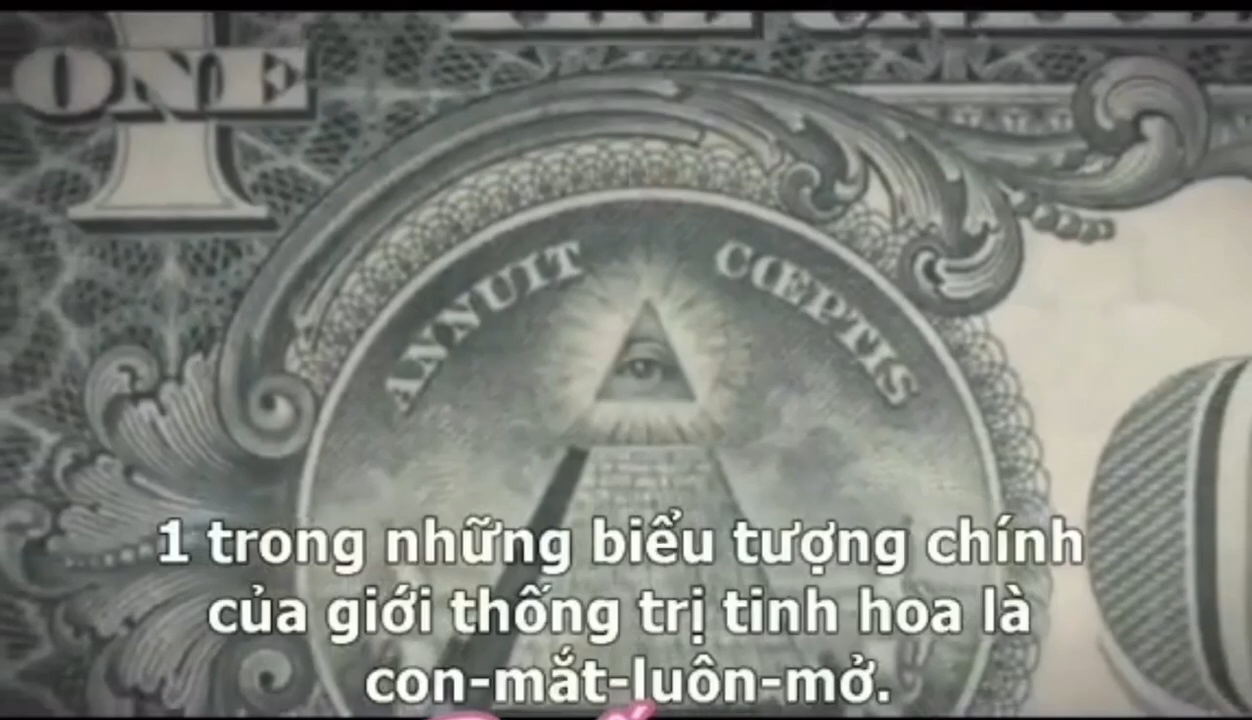 ONE
ANNUIT CŒPTIS
1 trong những biểu tượng chính
của giới thống trị tinh hoa là
con-mắt-luôn-mở.